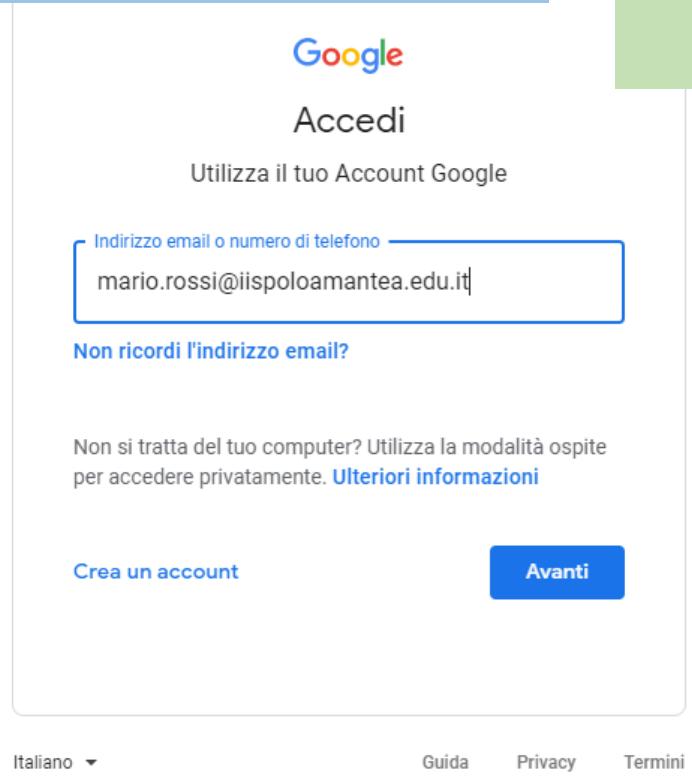 Google
Accedi
Utilizza il tuo Account Google
Indirizzo email o numero di telefono
mario.rossi@iispoloamantea.edu.it
Non ricordi l'indirizzo email?
Non si tratta del tuo computer? Utilizza la modalità ospite
per accedere privatamente. Ulteriori informazioni
Crea un account
Avanti
Italiano
Guida
Privacy
Termini